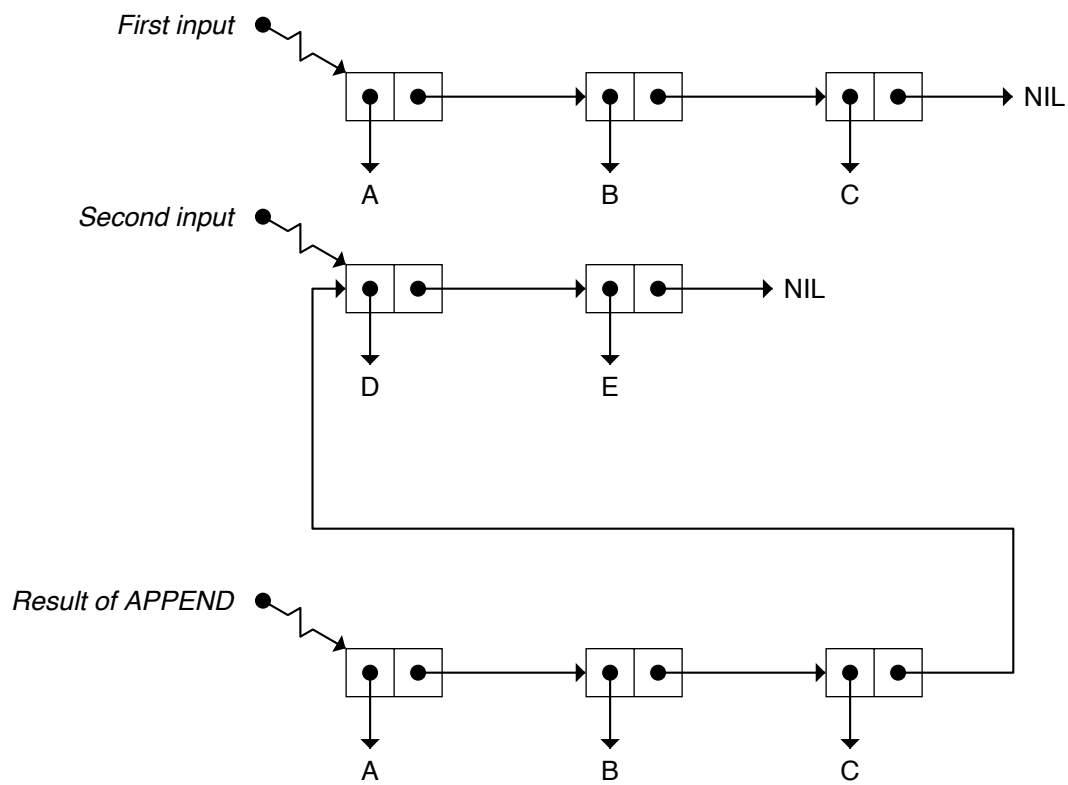 First input
NIL
A B C
Second input
NIL
D E
Result of APPEND
A B C